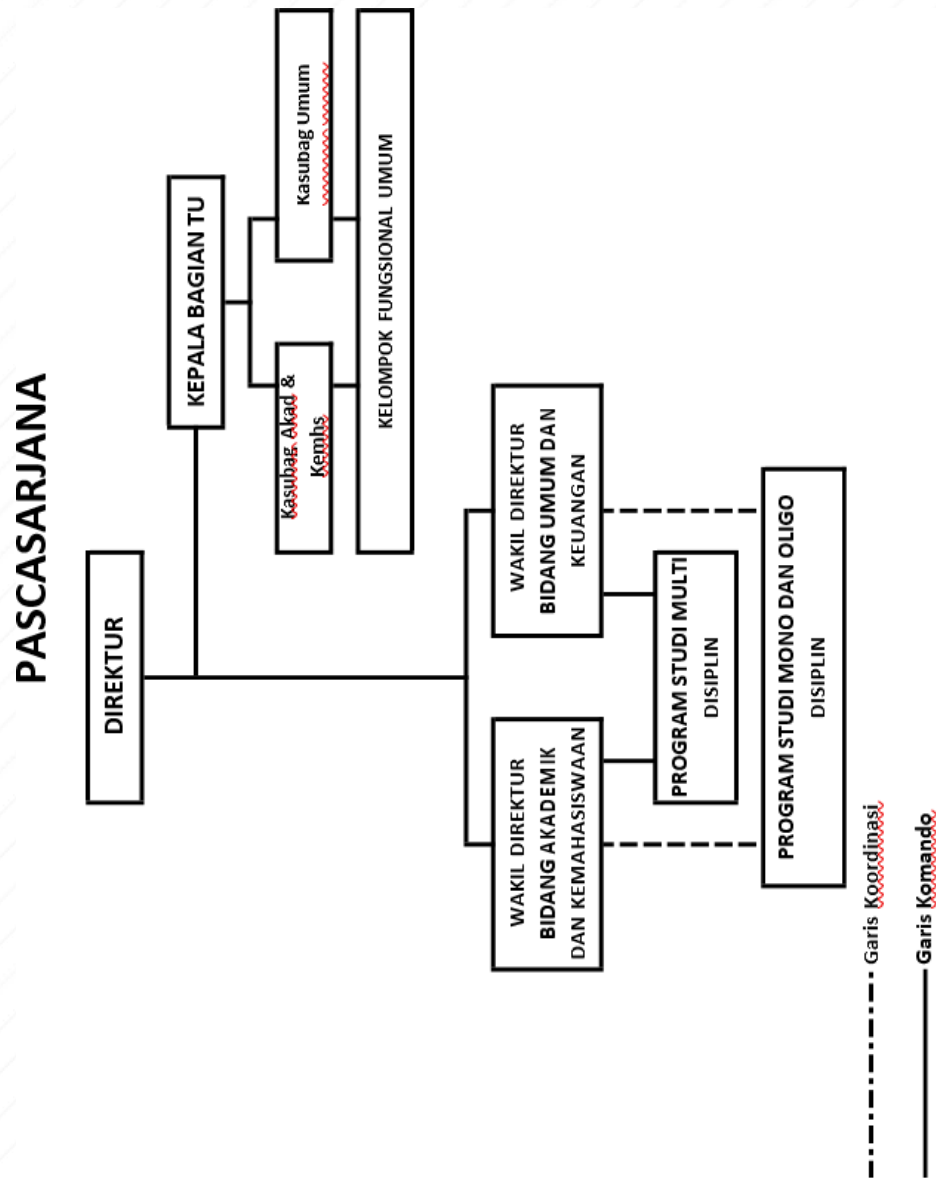 PASCASARJANA
DIREKTUR
KEPALA BAGIAN TU
Kasubag Akad &
Kemhs
Kasubag Umum
KELOMPOK FUNGSIONAL UMUM
WAKIL DIREKTUR
BIDANG AKADEMIK
DAN KEMAHASISWAAN
WAKIL DIREKTUR
BIDANG UMUM DAN
KEUANGAN
PROGRAM STUDI MULTI
DISIPLIN
PROGRAM STUDI MONO DAN OLIGO
DISIPLIN
Garis Koordinasi
Garis Komando